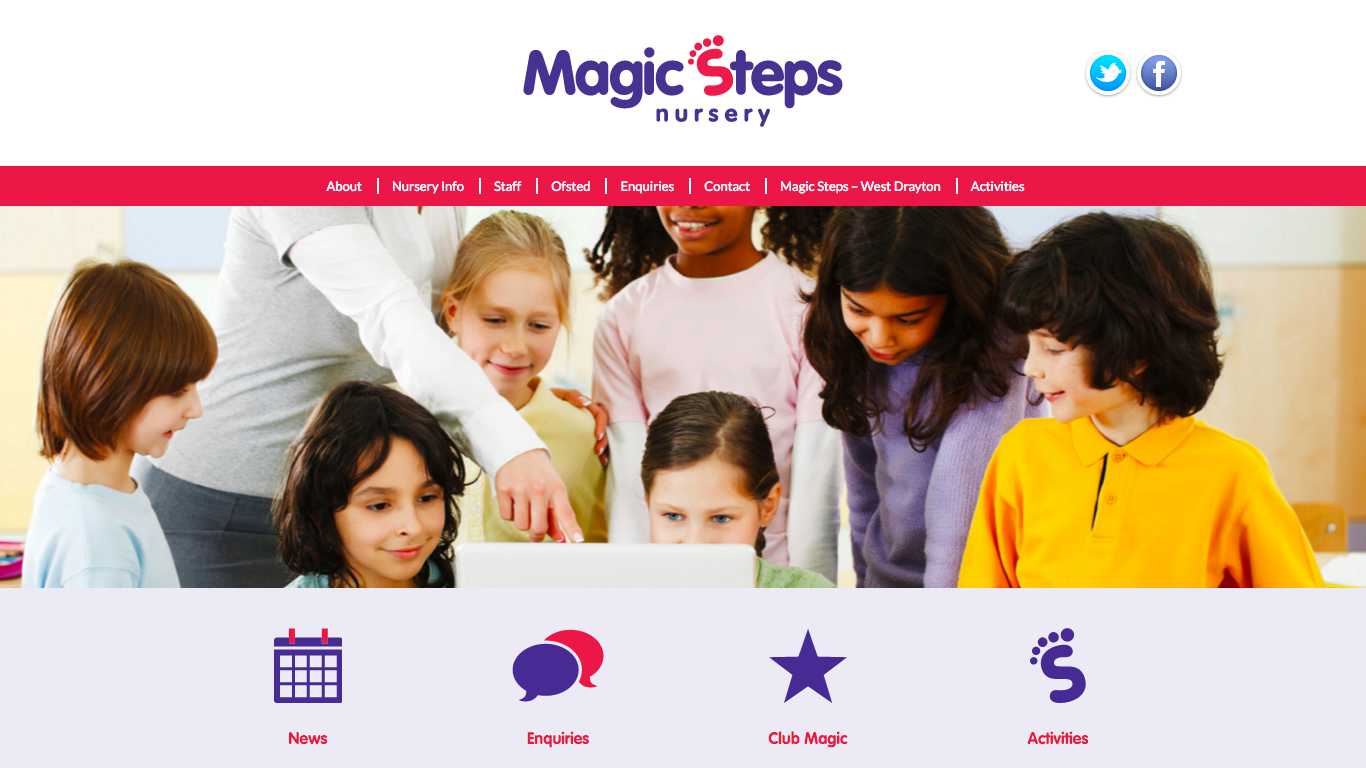 Magic Steps
nursery
About | Nursery Info | Staff | Ofsted | Enquiries | Contact | Magic Steps – West Drayton | Activities
News
Enquiries
Club Magic
Activities